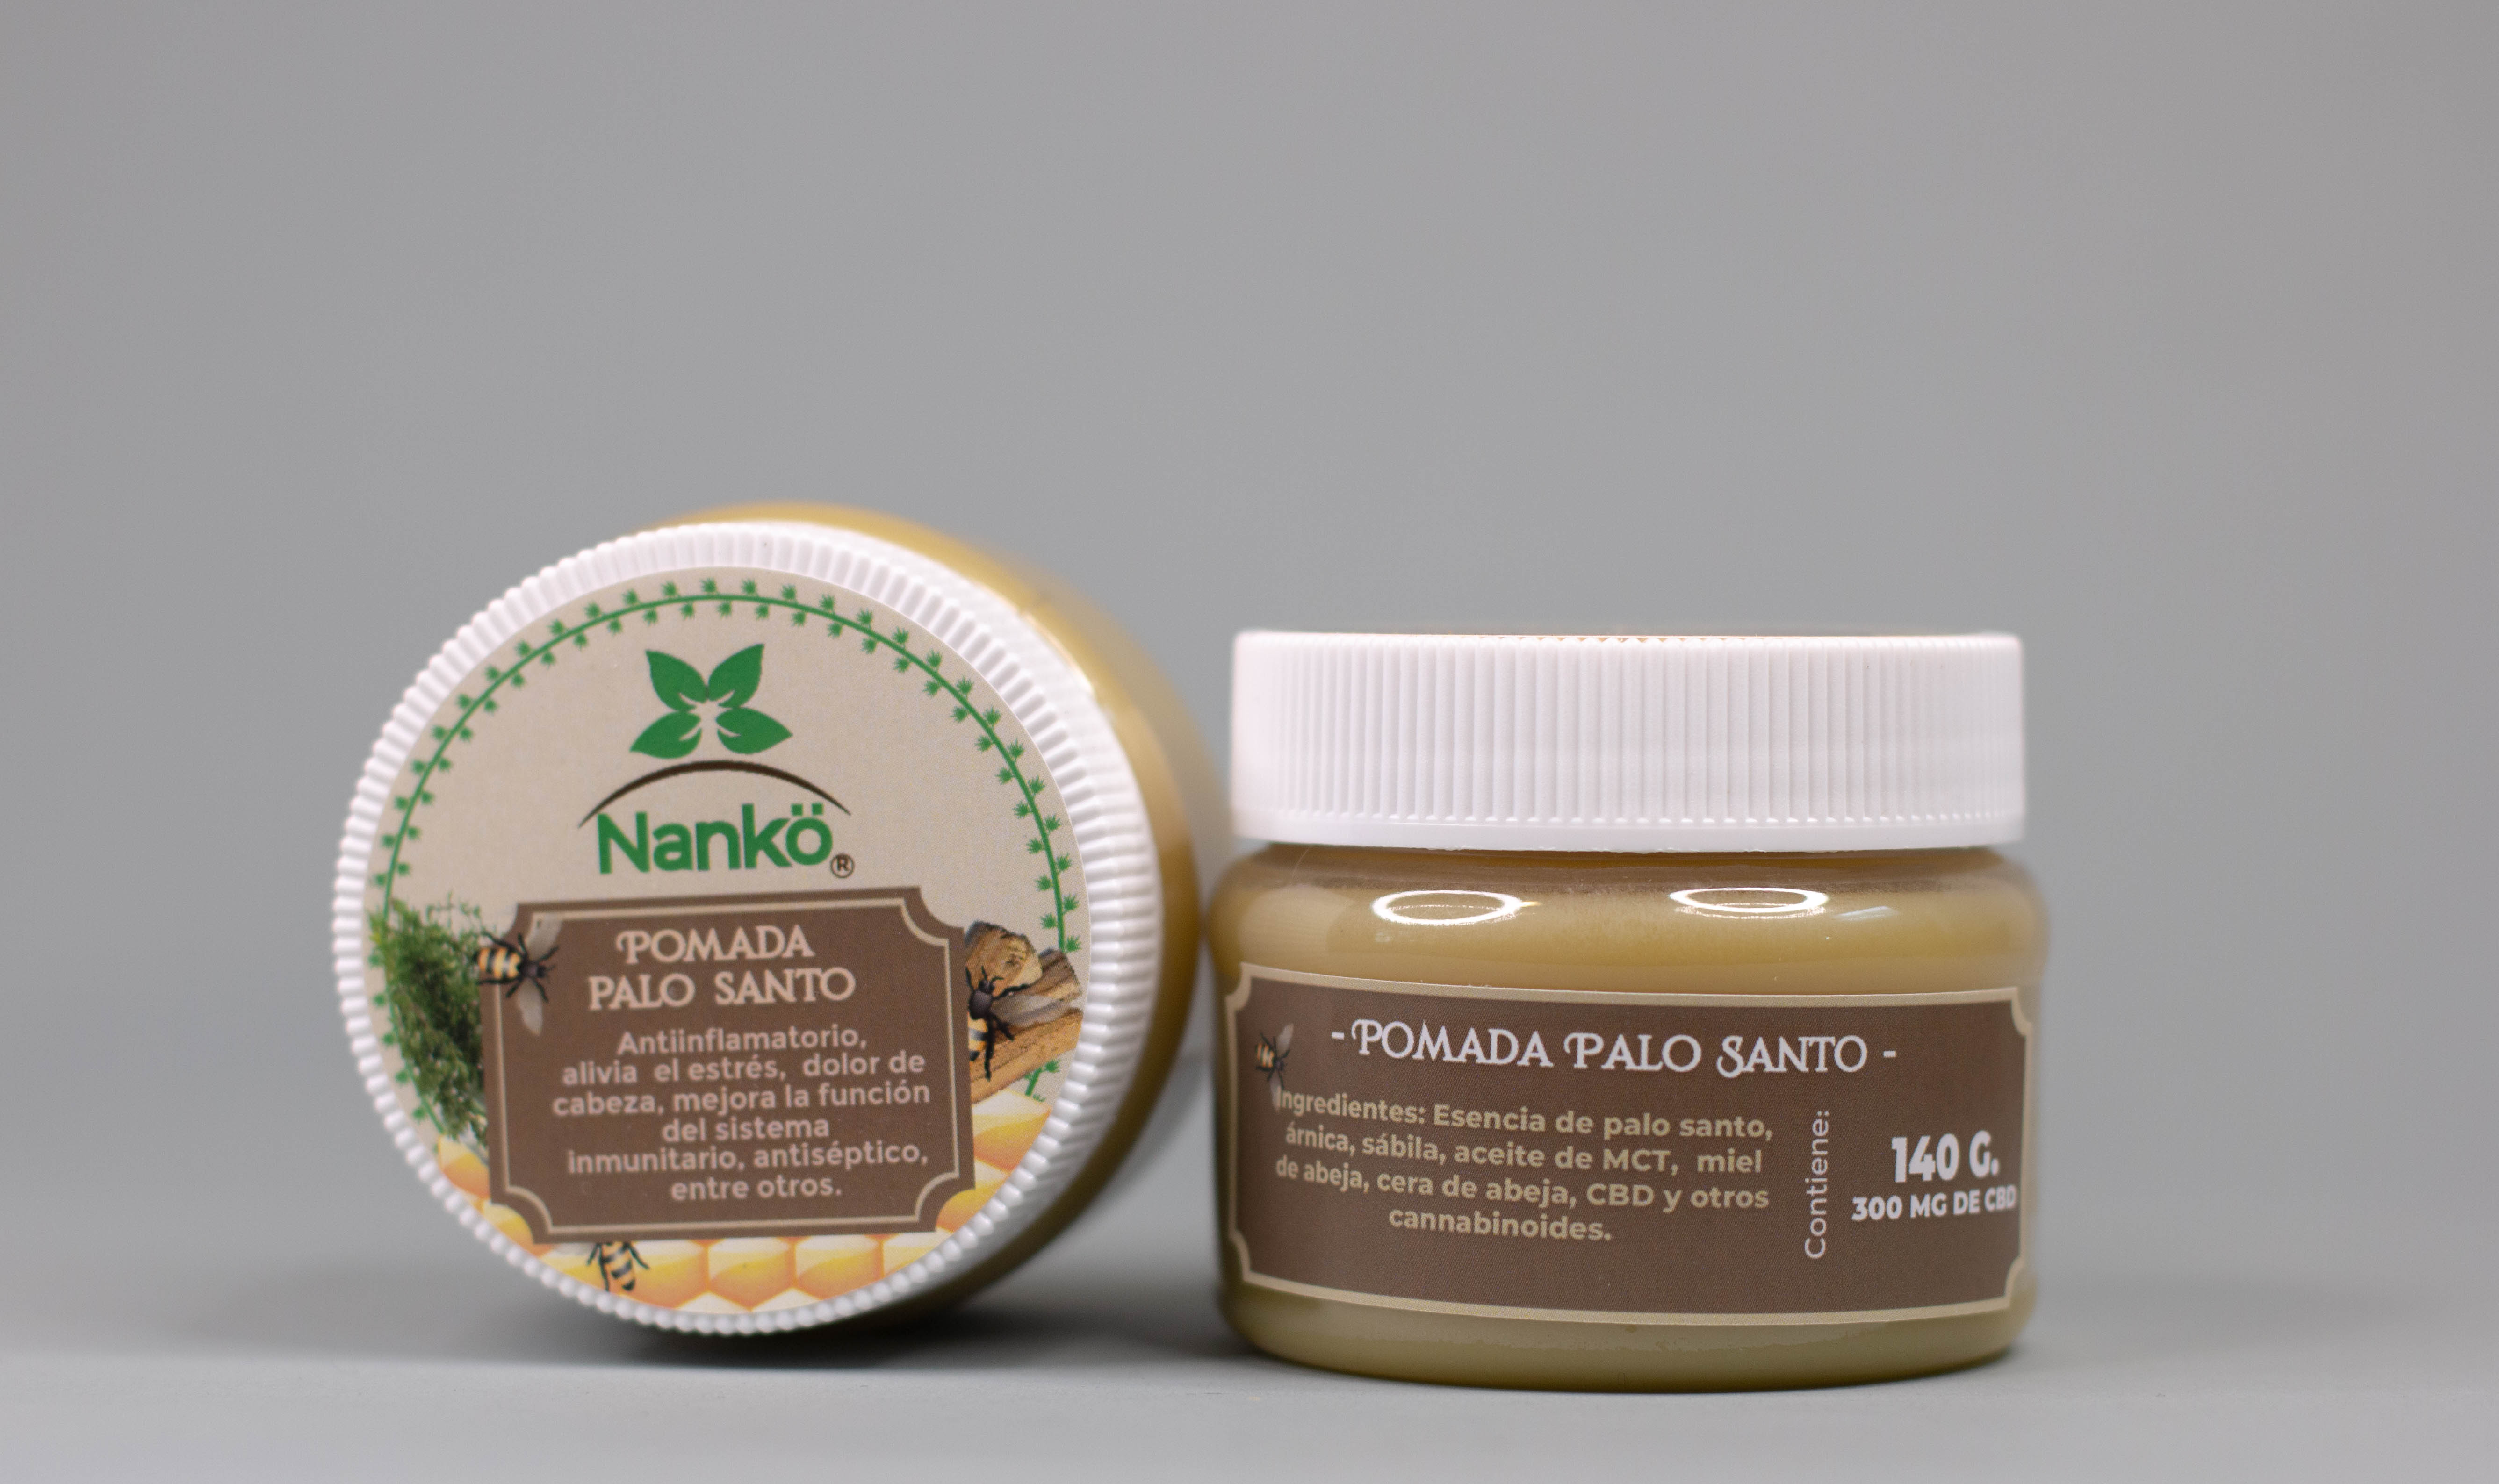 Nankö®
POMADA
PALO SANTO
Antiinflamatorio,
alivia el estrés, dolor de
cabeza, mejora la función
del sistema
inmunitario, antiséptico,
entre otros.
- POMADA PALO SANTO -
Ingredientes: Esencia de palo santo,
árnica, sábila, aceite de MCT, miel
de abeja, cera de abeja, CBD y otros
cannabinoides.
Contiene:
140 G.
300 MG DE CBD